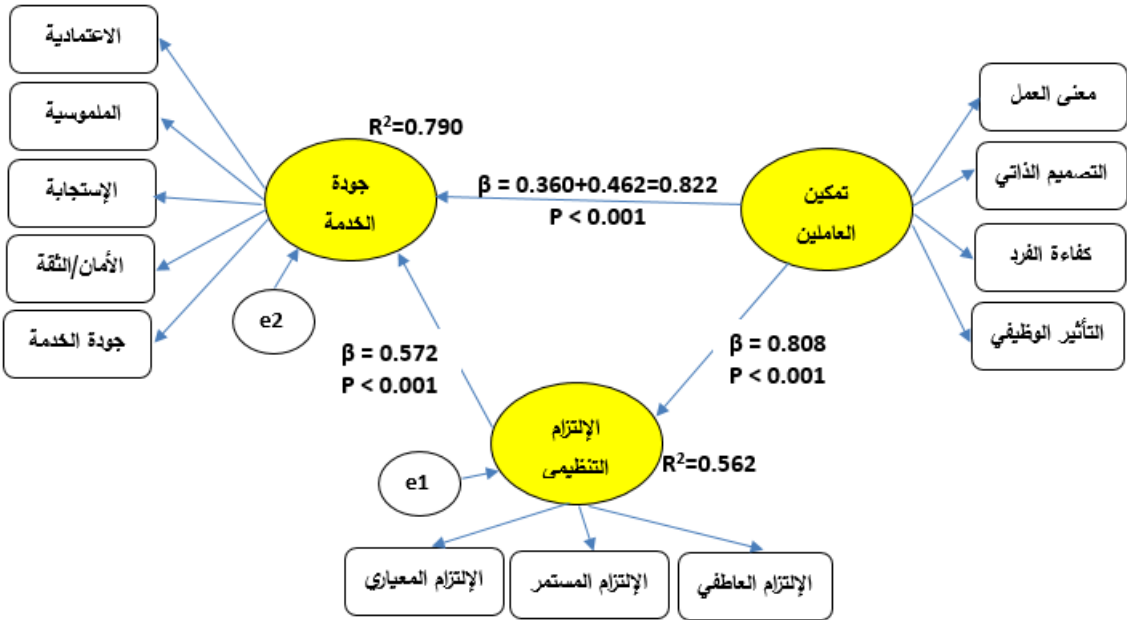 الاعتمادية
الملموسية
الإستجابة
الأمان/الثقة
جودة الخدمة
R²=0.790
جودة
الخدمة
e2
β = 0.360+0.462=0.822
P < 0.001
تمكين
العاملين
معنى العمل
التصميم الذاتي
كفاءة الفرد
التأثير الوظيفي
β = 0.572
P < 0.001
β = 0.808
P < 0.001
الإلتزام
التنظيمى
R²=0.562
e1
الإلتزام المعياري
الإلتزام المستمر
الإلتزام العاطفي